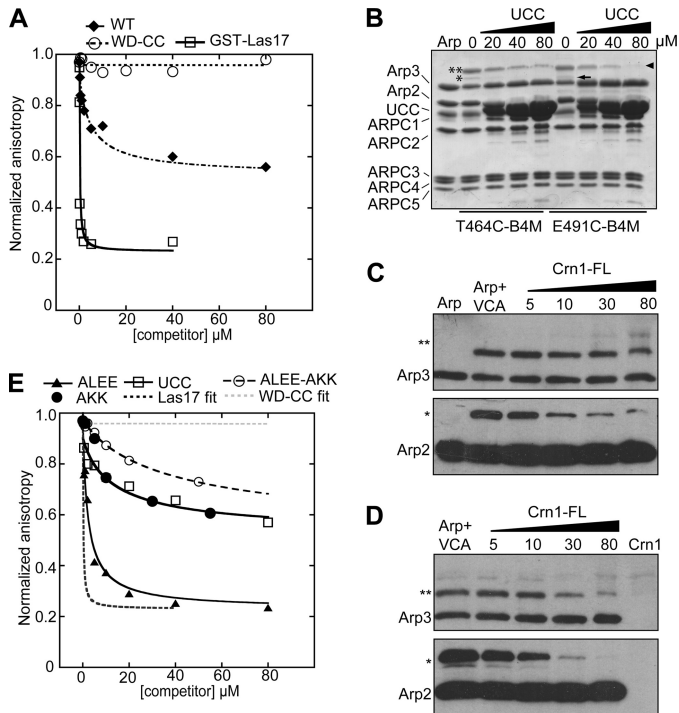 A
WT
WD-CC
GST-Las17
Normalized anisotropy
1.0
0.8
0.6
0.4
0.2
0
0 20 40 60 80
[competitor] µM
B
UCC UCC
Arp 0 20 40 80 0 20 40 80 µM
Arp3
**
*
Arp2
UCC
ARPC1
ARPC2
ARPC3
ARPC4
ARPC5
T464C-B4M E491C-B4M
C
Crn1-FL
Arp Arp+ VCA 5 10 30 80
**
Arp3
*
Arp2
D
Crn1-FL
Arp+ VCA 5 10 30 80 Crn1
**
Arp3
*
Arp2
E
ALEE UCC ALEE-AKK
AKK Las17 fit WD-CC fit
Normalized anisotropy
1.0
0.8
0.6
0.4
0.2
0
0 20 40 60 80
[competitor] µM